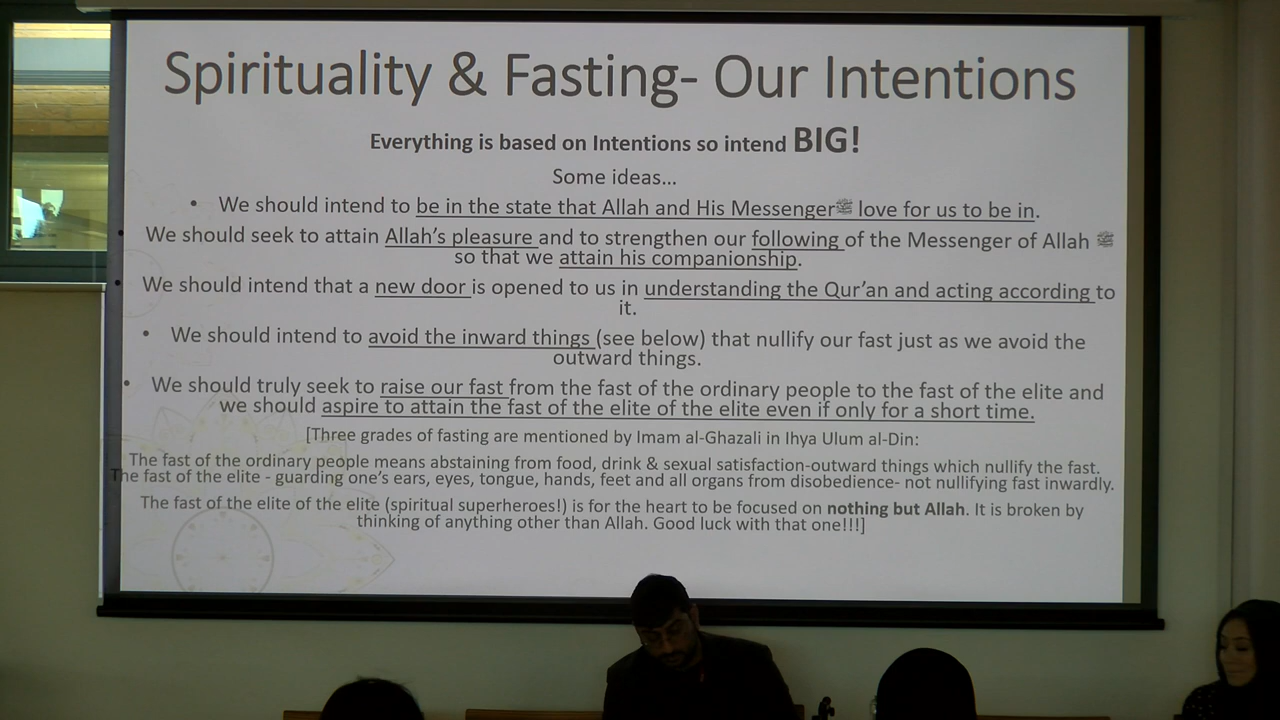 Spirituality & Fasting- Our Intentions
Everything is based on Intentions so intend BIG!
Some ideas...
• We should intend to be in the state that Allah and His Messengerﷺ love for us to be in.
• We should seek to attain Allah's pleasure and to strengthen our following of the Messenger of Allah ﷺ
so that we attain his companionship.
• We should intend that a new door is opened to us in understanding the Qur'an and acting according to
it.
• We should intend to avoid the inward things (see below) that nullify our fast just as we avoid the
outward things.
• We should truly seek to raise our fast from the fast of the ordinary people to the fast of the elite and
we should aspire to attain the fast of the elite of the elite even if only for a short time.
[Three grades of fasting are mentioned by Imam al-Ghazali in Ihya Ulum al-Din:
The fast of the ordinary people means abstaining from food, drink & sexual satisfaction-outward things which nullify the fast.
The fast of the elite - guarding one's ears, eyes, tongue, hands, feet and all organs from disobedience- not nullifying fast inwardly.
The fast of the elite of the elite (spiritual superheroes!) is for the heart to be focused on nothing but Allah. It is broken by
thinking of anything other than Allah. Good luck with that one!!!]